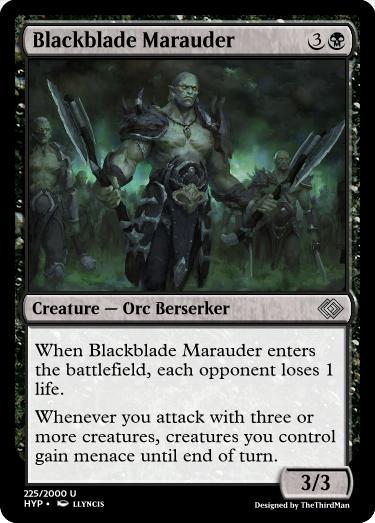 Blackblade Marauder 3
Creature — Orc Berserker
When Blackblade Marauder enters
the battlefield, each opponent loses 1
life.
Whenever you attack with three or
more creatures, creatures you control
gain menace until end of turn.
3/3
225/2000 U
HYP • LLYNCIS
Designed by TheThirdMan